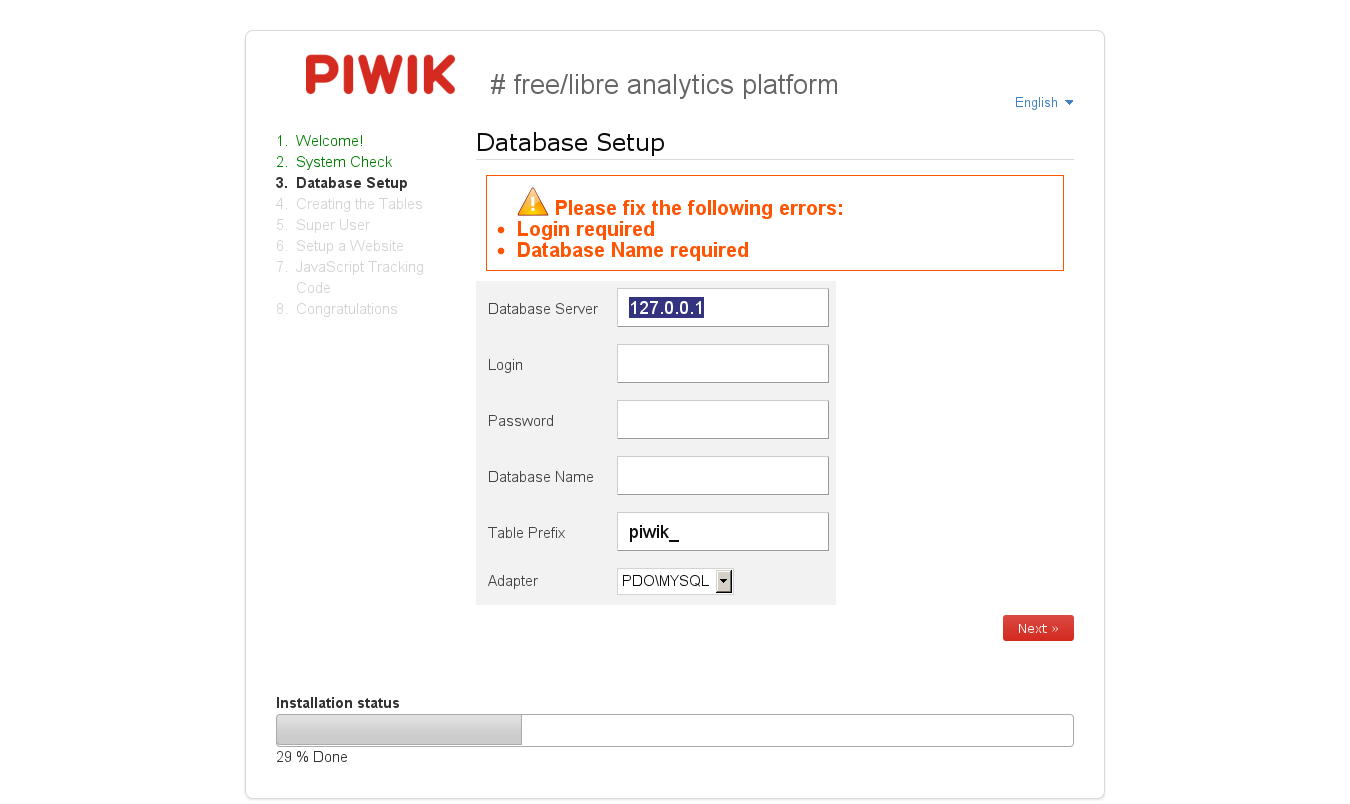 PIWIK
# free/libre analytics platform
English
1. Welcome!
2. System Check
3. Database Setup
4. Creating the Tables
5. Super User
6. Setup a Website
7. JavaScript Tracking
Code
8. Congratulations
Database Setup
Please fix the following errors:
• Login required
• Database Name required
Database Server 127.0.0.1
Login
Password
Database Name
Table Prefix piwik_
Adapter PDO\MYSQL
Next »
Installation status
29 % Done